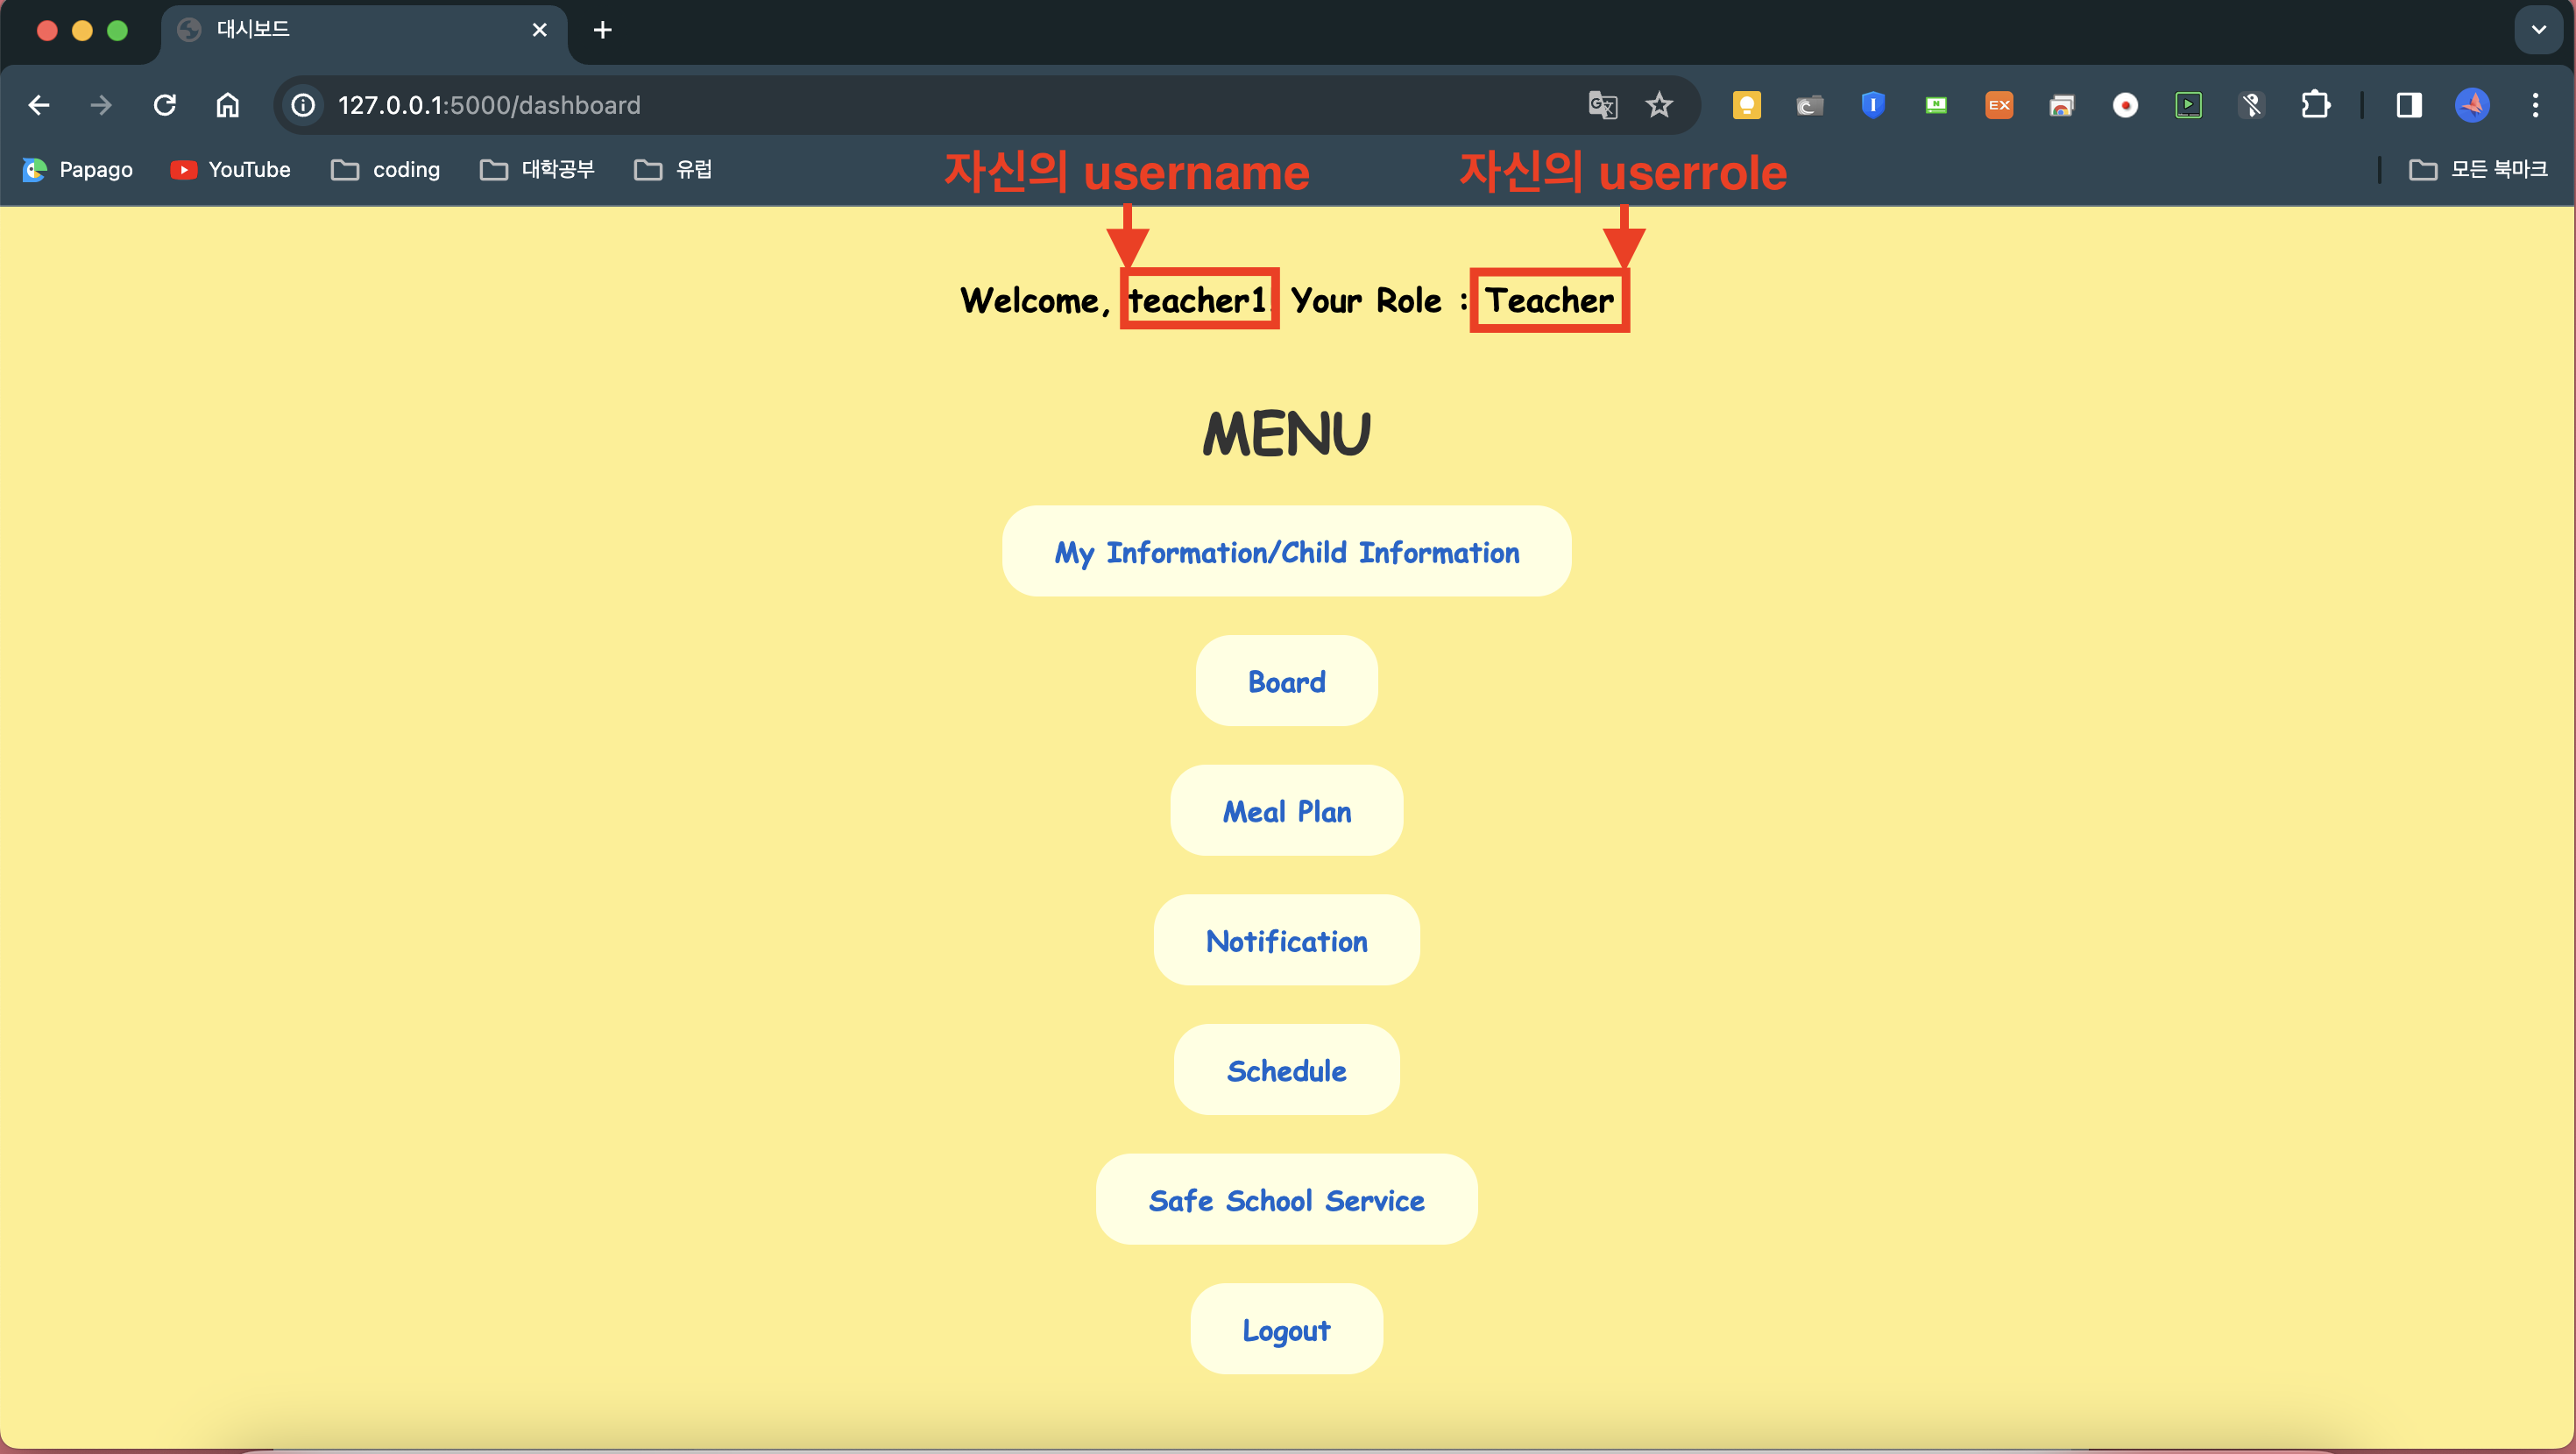 대시보드
127.0.0.1:5000/dashboard
EX
Papago
YouTube
coding
대학공부
유럽
모든 북마크
자신의 username
자신의 userrole
Welcome, teacher1. Your Role : Teacher
MENU
My Information/Child Information
Board
Meal Plan
Notification
Schedule
Safe School Service
Logout